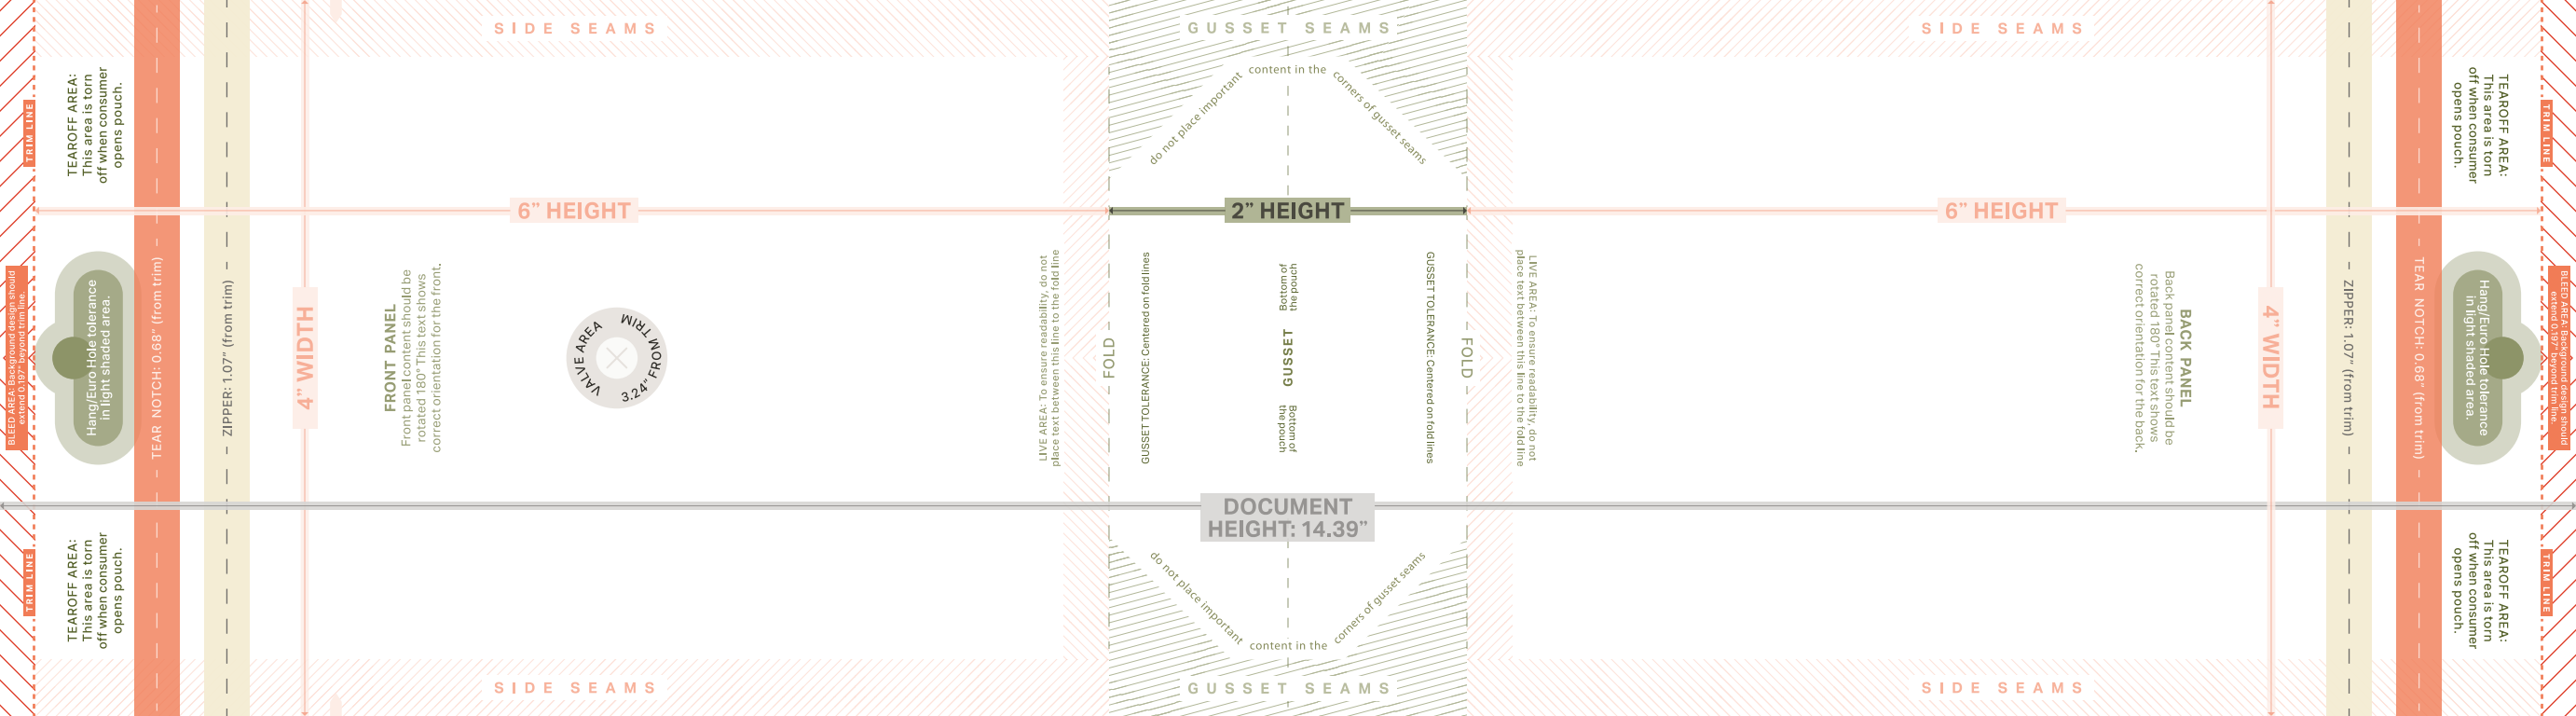 SIDE SEAMS
GUSSET SEAMS
SIDE SEAMS
TEAROFF AREA:
This area is torn
off when consumer
opens pouch.
TRIM LINE
do not place important
content in the
corners of gusset seams
TEAROFF AREA:
This area is torn
off when consumer
opens pouch.
TRIM LINE
6” HEIGHT
2” HEIGHT
6” HEIGHT
BLEED AREA: Background design should
extend 0.197" beyond trim line.
Hang/Euro Hole tolerance
in light shaded area.
TEAR NOTCH: 0.68” (from trim)
ZIPPER: 1.07” (from trim)
4” WIDTH
FRONT PANEL
Front panel content should be
rotated 180° This text shows
correct orientation for the front.
VALVE AREA
3.24” FROM TRIM
LIVE AREA: To ensure readability, do not
place text between this line to the fold line
FOLD
GUSSET TOLERANCE: Centered on fold lines
Bottom of
the pouch
GUSSET
Bottom of
the pouch
GUSSET TOLERANCE: Centered on fold lines
FOLD
LIVE AREA: To ensure readability, do not
place text between this line to the fold line
BACK PANEL
Back panel content should be
rotated 180° This text shows
correct orientation for the back.
4” WIDTH
ZIPPER: 1.07” (from trim)
TEAR NOTCH: 0.68” (from trim)
Hang/Euro Hole tolerance
in light shaded area.
BLEED AREA: Background design should
extend 0.197" beyond trim line.
DOCUMENT
HEIGHT: 14.39”
TRIM LINE
TEAROFF AREA:
This area is torn
off when consumer
opens pouch.
do not place important
content in the
corners of gusset seams
TEAROFF AREA:
This area is torn
off when consumer
opens pouch.
TRIM LINE
SIDE SEAMS
GUSSET SEAMS
SIDE SEAMS